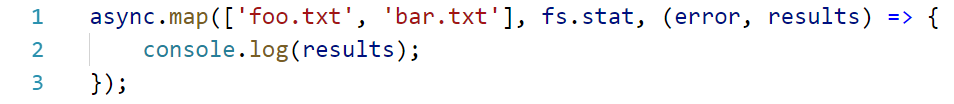 1 async.map(['foo.txt', 'bar.txt'], fs.stat, (error, results) => {
2     console.log(results);
3 });